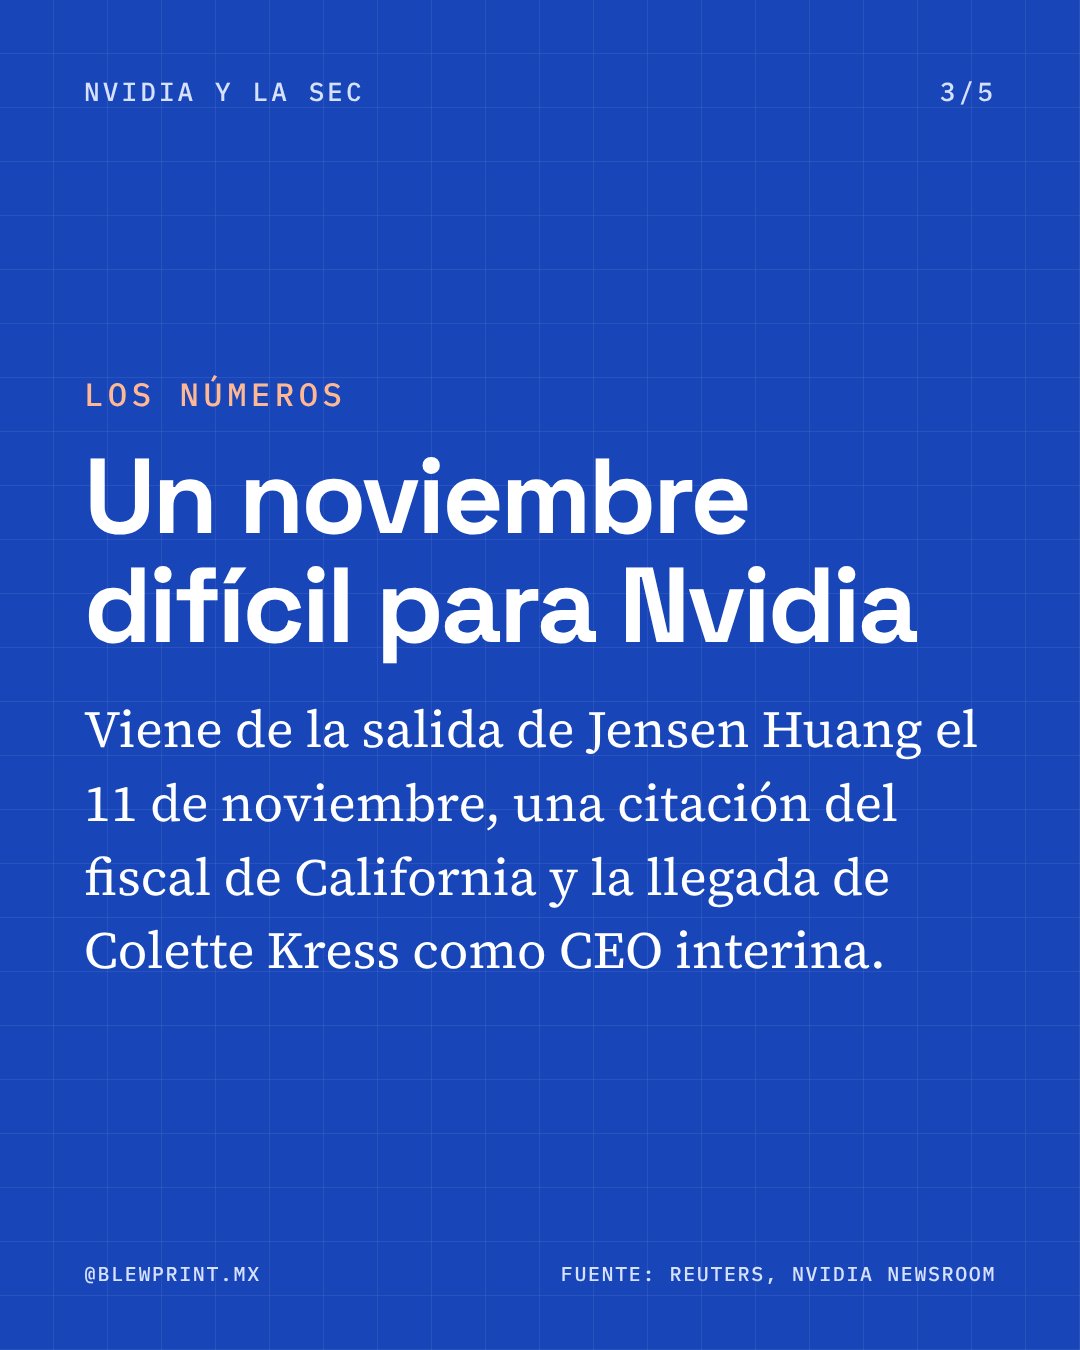 NVIDIA Y LA SEC
3/5
LOS NÚMEROS
Un noviembre
difícil para Nvidia
Viene de la salida de Jensen Huang el
11 de noviembre, una citación del
fiscal de California y la llegada de
Colette Kress como CEO interina.
@BLEWPRINT.MX
FUENTE: REUTERS, NVIDIA NEWSROOM